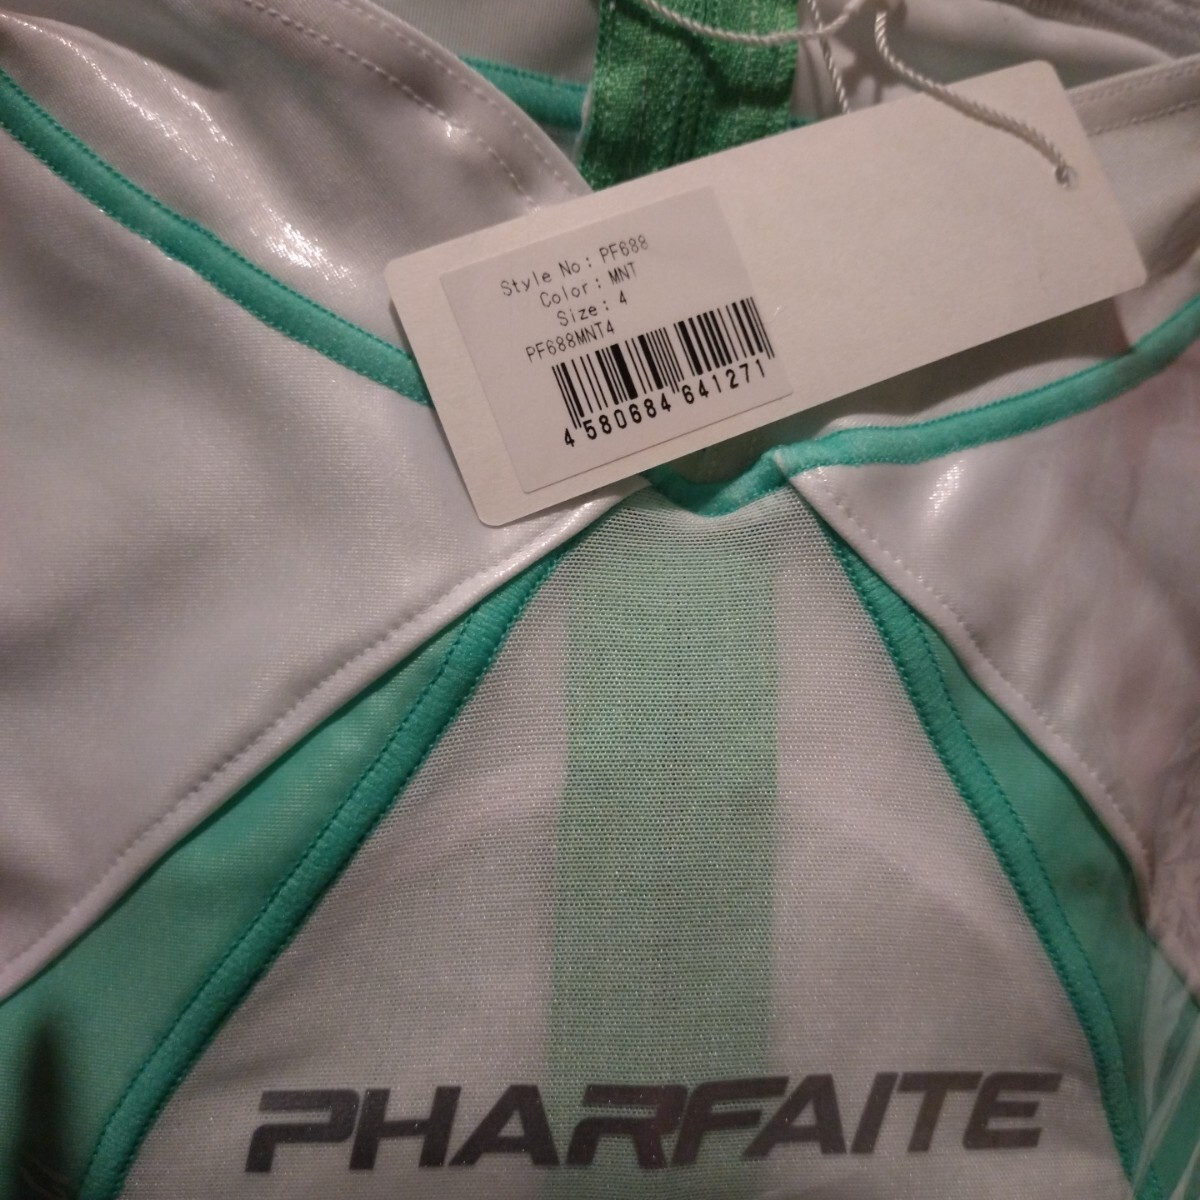 Style No: PF688
Color: MNT
Size: 4
PF688MNT4
4 580684 641271
PHARFAITE